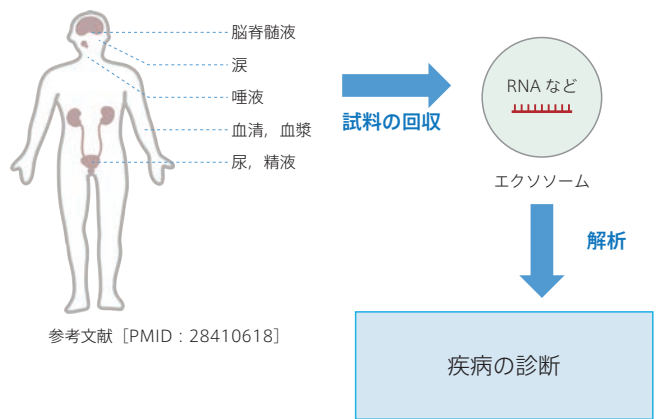 脳脊髄液
涙
唾液
血清，血漿
尿，精液
参考文献［PMID：28410618］
試料の回収
RNA など
エクソソーム
解析
疾病の診断